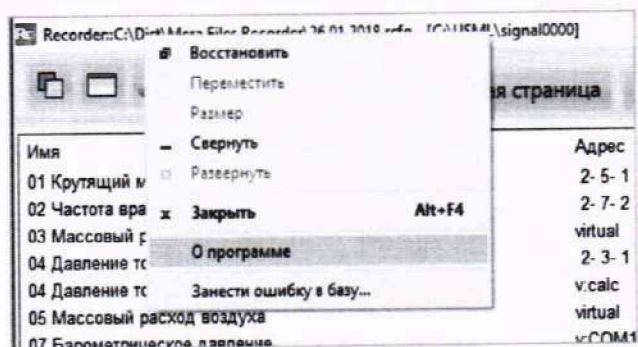 Recorder::C:\Dirt\Mera Files Recorder\26.01.2019.rcfg - [C:\USML\signal0000]
Восстановить
Переместить
Размер
Свернуть
Развернуть
Закрыть Alt+F4
О программе
Занести ошибку в базу...
я страница
Имя Адрес
01 Крутящий м 2- 5- 1
02 Частота вра 2- 7- 2
03 Массовый р virtual
04 Давление то 2- 3- 1
04 Давление то v:calc
05 Массовый расход воздуха virtual
07 Барометрическое давление v:COM1